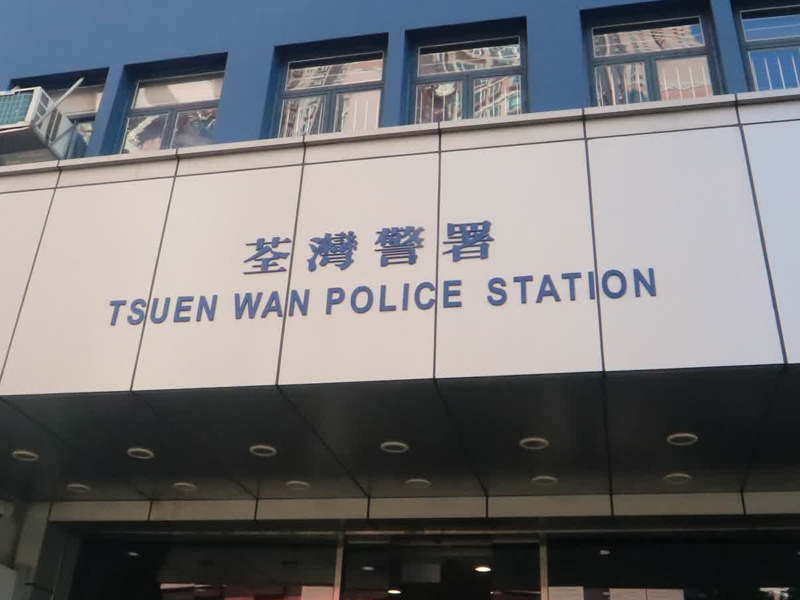 荃灣警署
TSUEN WAN POLICE STATION